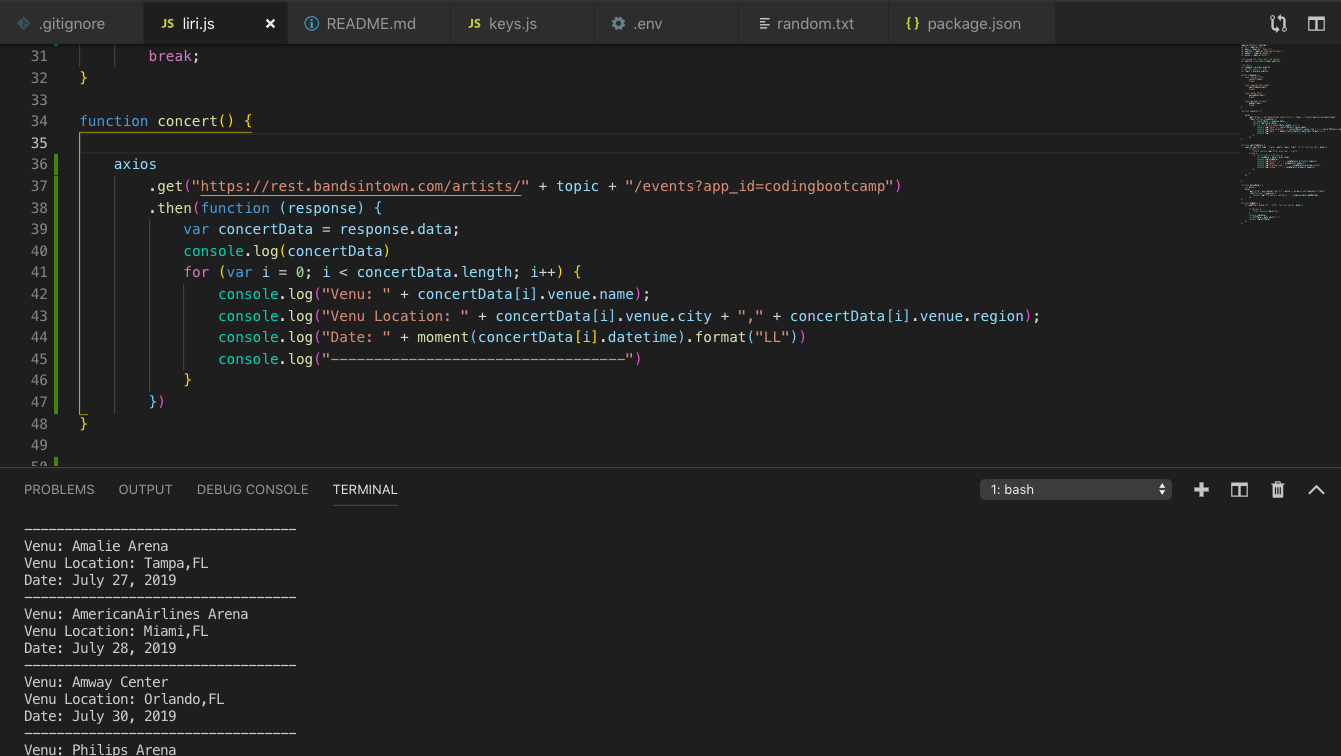 .gitignore JS liri.js × README.md JS keys.js .env random.txt {} package.json
31 break;
32 }
33
34 function concert() {
35
36 axios
37 .get("https://rest.bandsintown.com/artists/" + topic + "/events?app_id=codingbootcamp")
38 .then(function (response) {
39 var concertData = response.data;
40 console.log(concertData)
41 for (var i = 0; i < concertData.length; i++) {
42 console.log("Venu: " + concertData[i].venue.name);
43 console.log("Venu Location: " + concertData[i].venue.city + "," + concertData[i].venue.region);
44 console.log("Date: " + moment(concertData[i].datetime).format("LL"))
45 console.log("----------------------------------")
46 }
47 })
48 }
49
50
PROBLEMS OUTPUT DEBUG CONSOLE TERMINAL 1: bash
----------------------------------
Venu: Amalie Arena
Venu Location: Tampa,FL
Date: July 27, 2019
----------------------------------
Venu: AmericanAirlines Arena
Venu Location: Miami,FL
Date: July 28, 2019
----------------------------------
Venu: Amway Center
Venu Location: Orlando,FL
Date: July 30, 2019
----------------------------------
Venu: Philips Arena